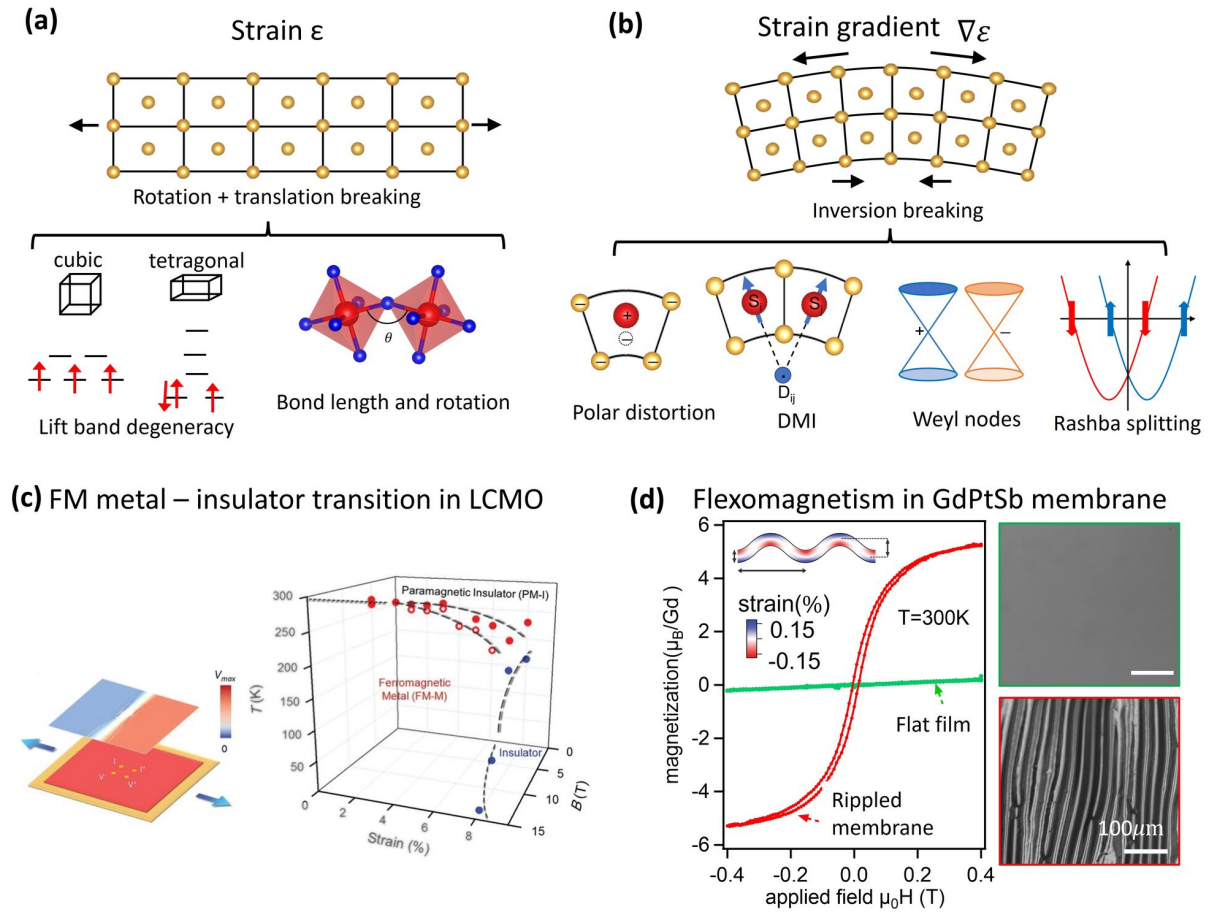 (a)
Strain ε
Rotation + translation breaking
cubic
tetragonal
Lift band degeneracy
θ
Bond length and rotation
(b)
Strain gradient ∇ε
Inversion breaking
+
−
−
−
−
−
Polar distortion
D_ij
DMI
+
−
Weyl nodes
Rashba splitting
(c) FM metal – insulator transition in LCMO
V_max
0
I⁺
V⁺
T (K)
300
250
200
150
100
50
Paramagnetic Insulator (PM-I)
Ferromagnetic
Metal (FM-M)
Insulator
0
2
4
6
8
Strain (%)
0
5
10
15
B (T)
(d) Flexomagnetism in GdPtSb membrane
magnetization(μ_B/Gd)
6
4
2
0
-2
-4
-6
strain(%)
0.15
-0.15
T=300K
Flat film
Rippled
membrane
-0.4
-0.2
0.0
0.2
0.4
applied field μ₀H (T)
100μm